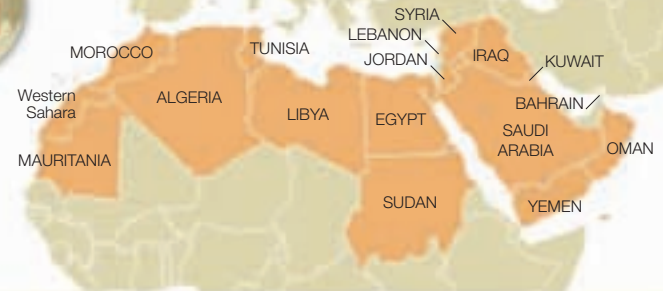 SYRIA
LEBANON
JORDAN
IRAQ
KUWAIT
BAHRAIN
MOROCCO
TUNISIA
Western
Sahara
ALGERIA
LIBYA
EGYPT
SAUDI
ARABIA
OMAN
MAURITANIA
SUDAN
YEMEN